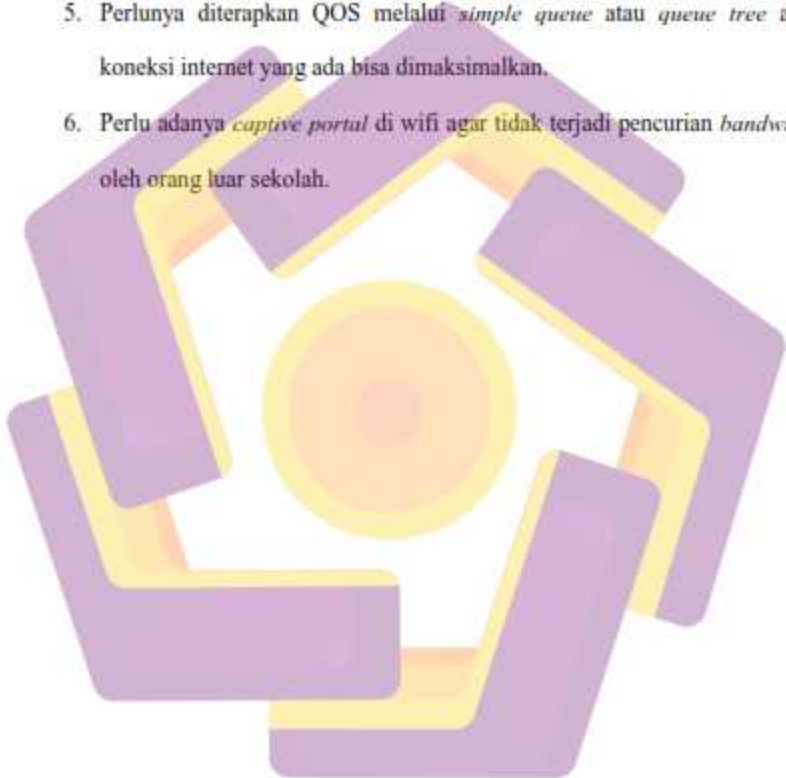 5. Perlunya diterapkan QOS melalui simple queue atau queue tree
koneksi internet yang ada bisa dimaksimalkan.
6. Perlu adanya captive portal di wifi agar tidak terjadi pencurian
oleh orang luar sekolah.